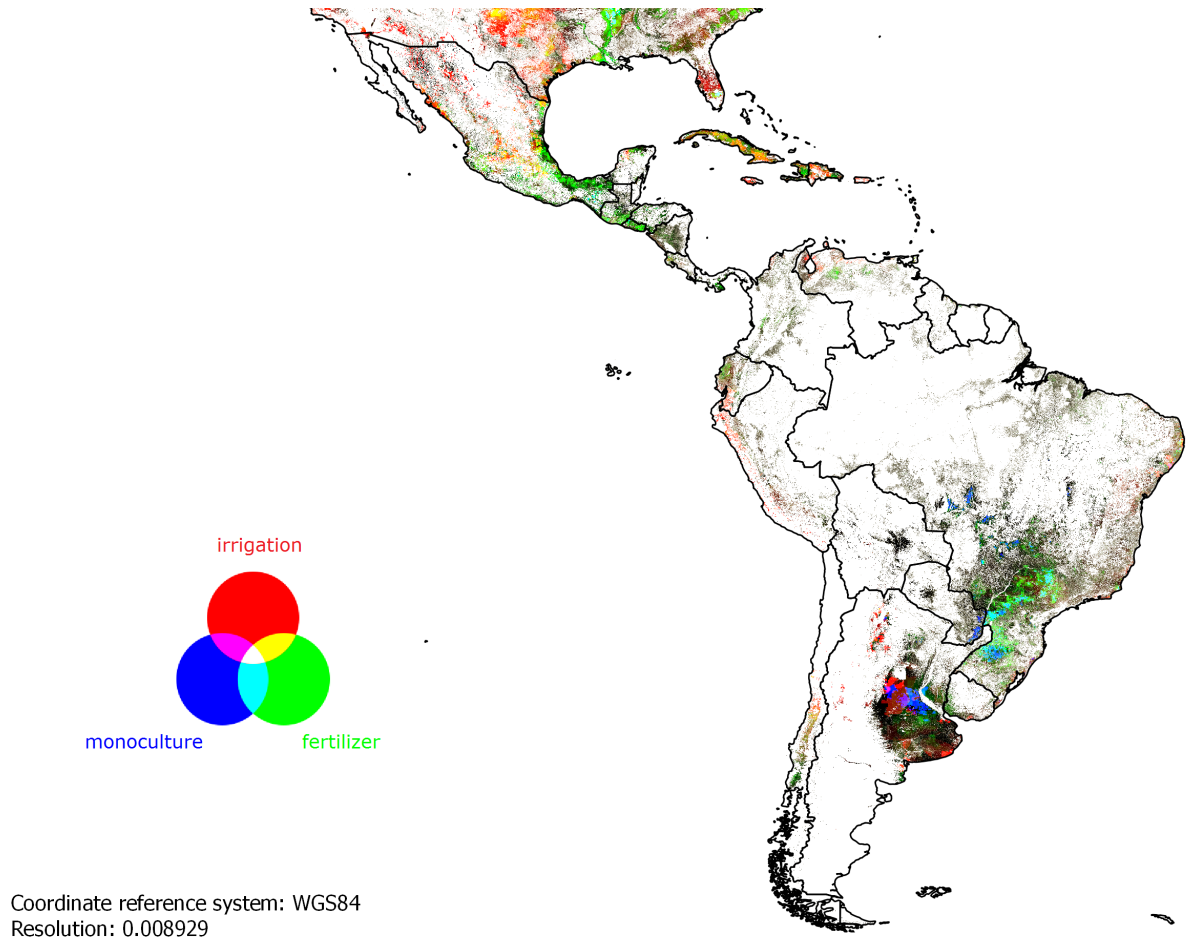 irrigation
monoculture
fertilizer
Coordinate reference system: WGS84
Resolution: 0.008929